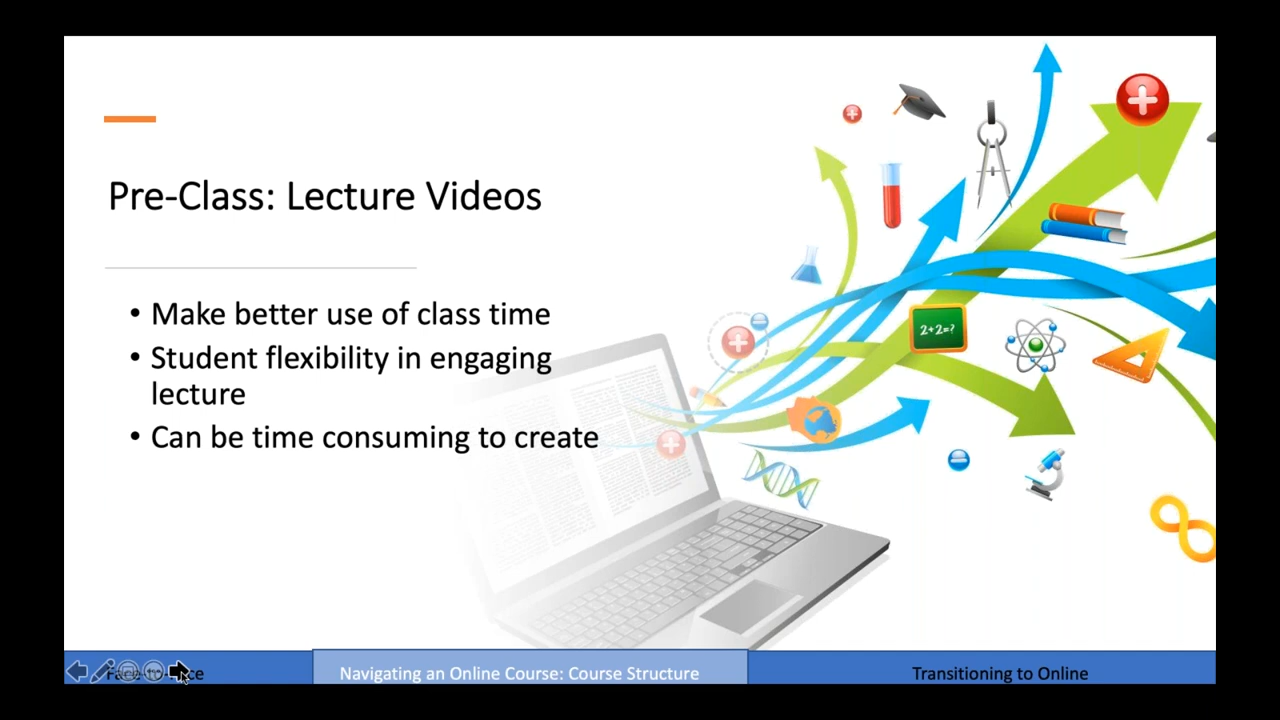 Pre-Class: Lecture Videos
• Make better use of class time
• Student flexibility in engaging
lecture
• Can be time consuming to create
2+2=?
Navigating an Online Course: Course Structure
Transitioning to Online